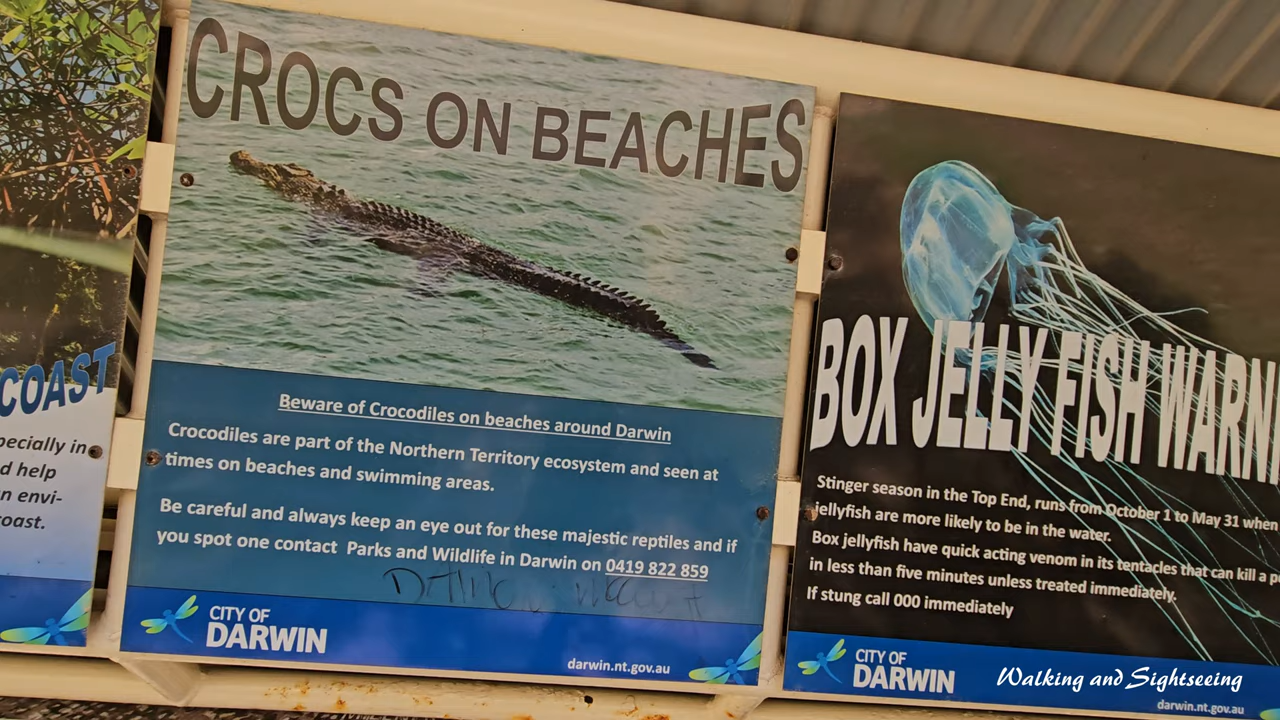 COAST
in
d help
n envi-
oast.
CROCS ON BEACHES
Beware of Crocodiles on beaches around Darwin
Crocodiles are part of the Northern Territory ecosystem and seen at
times on beaches and swimming areas.
Be careful and always keep an eye out for these majestic reptiles and if
you spot one contact Parks and Wildlife in Darwin on 0419 822 859
CITY OF
DARWIN
darwin.nt.gov.au
BOX JELLY FISH WARNI
Stinger season in the Top End, runs from October 1 to May 31 when
jellyfish are more likely to be in the water.
Box jellyfish have quick acting venom in its tentacles that can kill a p
in less than five minutes unless treated immediately.
If stung call 000 immediately
CITY OF
DARWIN
darwin.nt.gov.au
Walking and Sightseeing